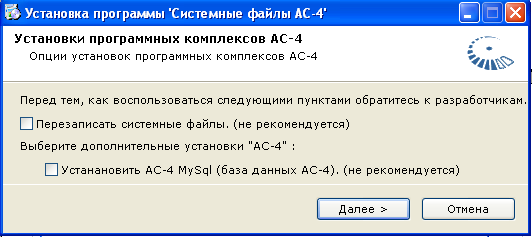 Установка программы 'Системные файлы АС-4'
Установки программных комплексов АС-4
Опции установок программных комплексов АС-4
Перед тем, как воспользоваться следующими пунктами обратитесь к разработчикам.
Перезаписать системные файлы. (не рекомендуется)
Выберите дополнительные установки "АС-4" :
Устанановить АС-4 MySql (база данных АС-4). (не рекомендуется)
Далее >
Отмена